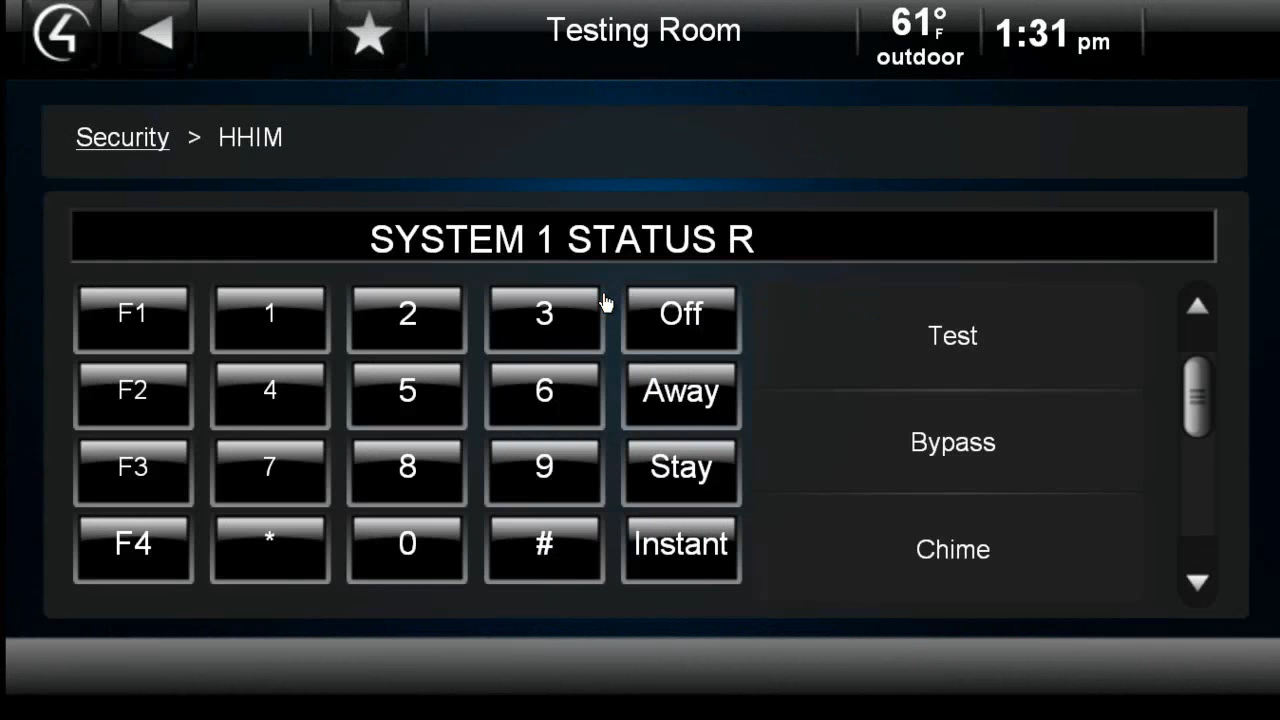 Testing Room
61°F
outdoor
1:31 pm
Security > HHIM
SYSTEM 1 STATUS R
F1 1 2 3 Off
F2 4 5 6 Away
F3 7 8 9 Stay
F4 * 0 # Instant
Test
Bypass
Chime